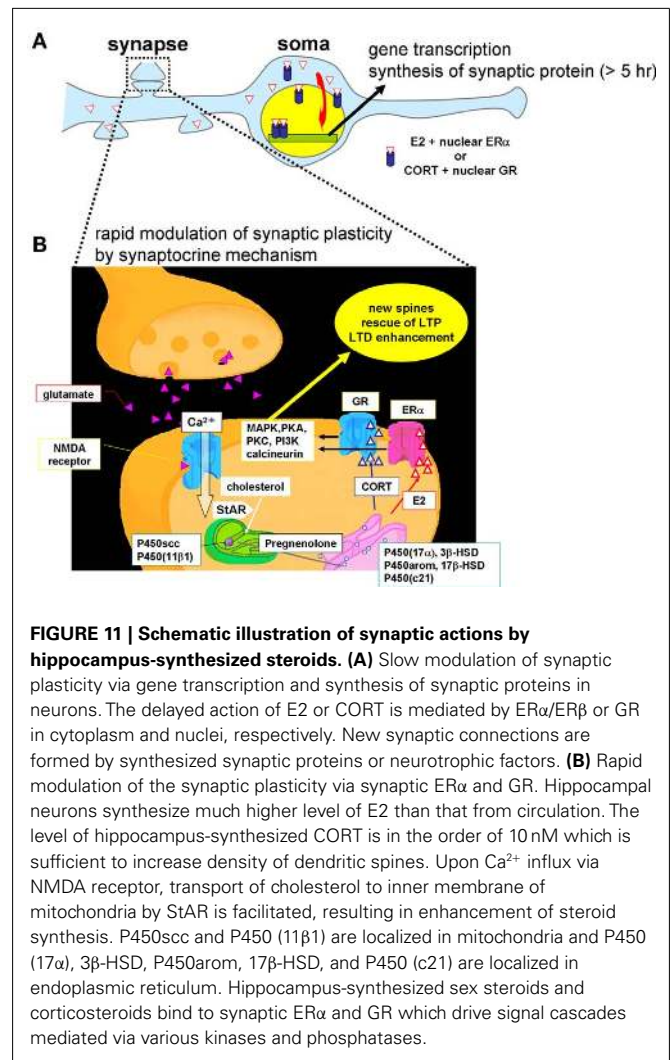 A
synapse
soma
gene transcription
synthesis of synaptic protein (> 5 hr)
E2 + nuclear ERα
or
CORT + nuclear GR
B
rapid modulation of synaptic plasticity
by synaptocrine mechanism
new spines
rescue of LTP
LTD enhancement
glutamate
Ca²⁺
GR
ERα
MAPK,PKA,
PKC, PI3K
calcineurin
NMDA
receptor
cholesterol
CORT
E2
StAR
P450scc
P450(11β1)
Pregnenolone
P450(17α), 3β-HSD
P450arom, 17β-HSD
P450(c21)
FIGURE 11 | Schematic illustration of synaptic actions by
hippocampus-synthesized steroids. (A) Slow modulation of synaptic
plasticity via gene transcription and synthesis of synaptic proteins in
neurons. The delayed action of E2 or CORT is mediated by ERα/ERβ or GR
in cytoplasm and nuclei, respectively. New synaptic connections are
formed by synthesized synaptic proteins or neurotrophic factors. (B) Rapid
modulation of the synaptic plasticity via synaptic ERα and GR. Hippocampal
neurons synthesize much higher level of E2 than that from circulation. The
level of hippocampus-synthesized CORT is in the order of 10 nM which is
sufficient to increase density of dendritic spines. Upon Ca²⁺ influx via
NMDA receptor, transport of cholesterol to inner membrane of
mitochondria by StAR is facilitated, resulting in enhancement of steroid
synthesis. P450scc and P450 (11β1) are localized in mitochondria and P450
(17α), 3β-HSD, P450arom, 17β-HSD, and P450 (c21) are localized in
endoplasmic reticulum. Hippocampus-synthesized sex steroids and
corticosteroids bind to synaptic ERα and GR which drive signal cascades
mediated via various kinases and phosphatases.